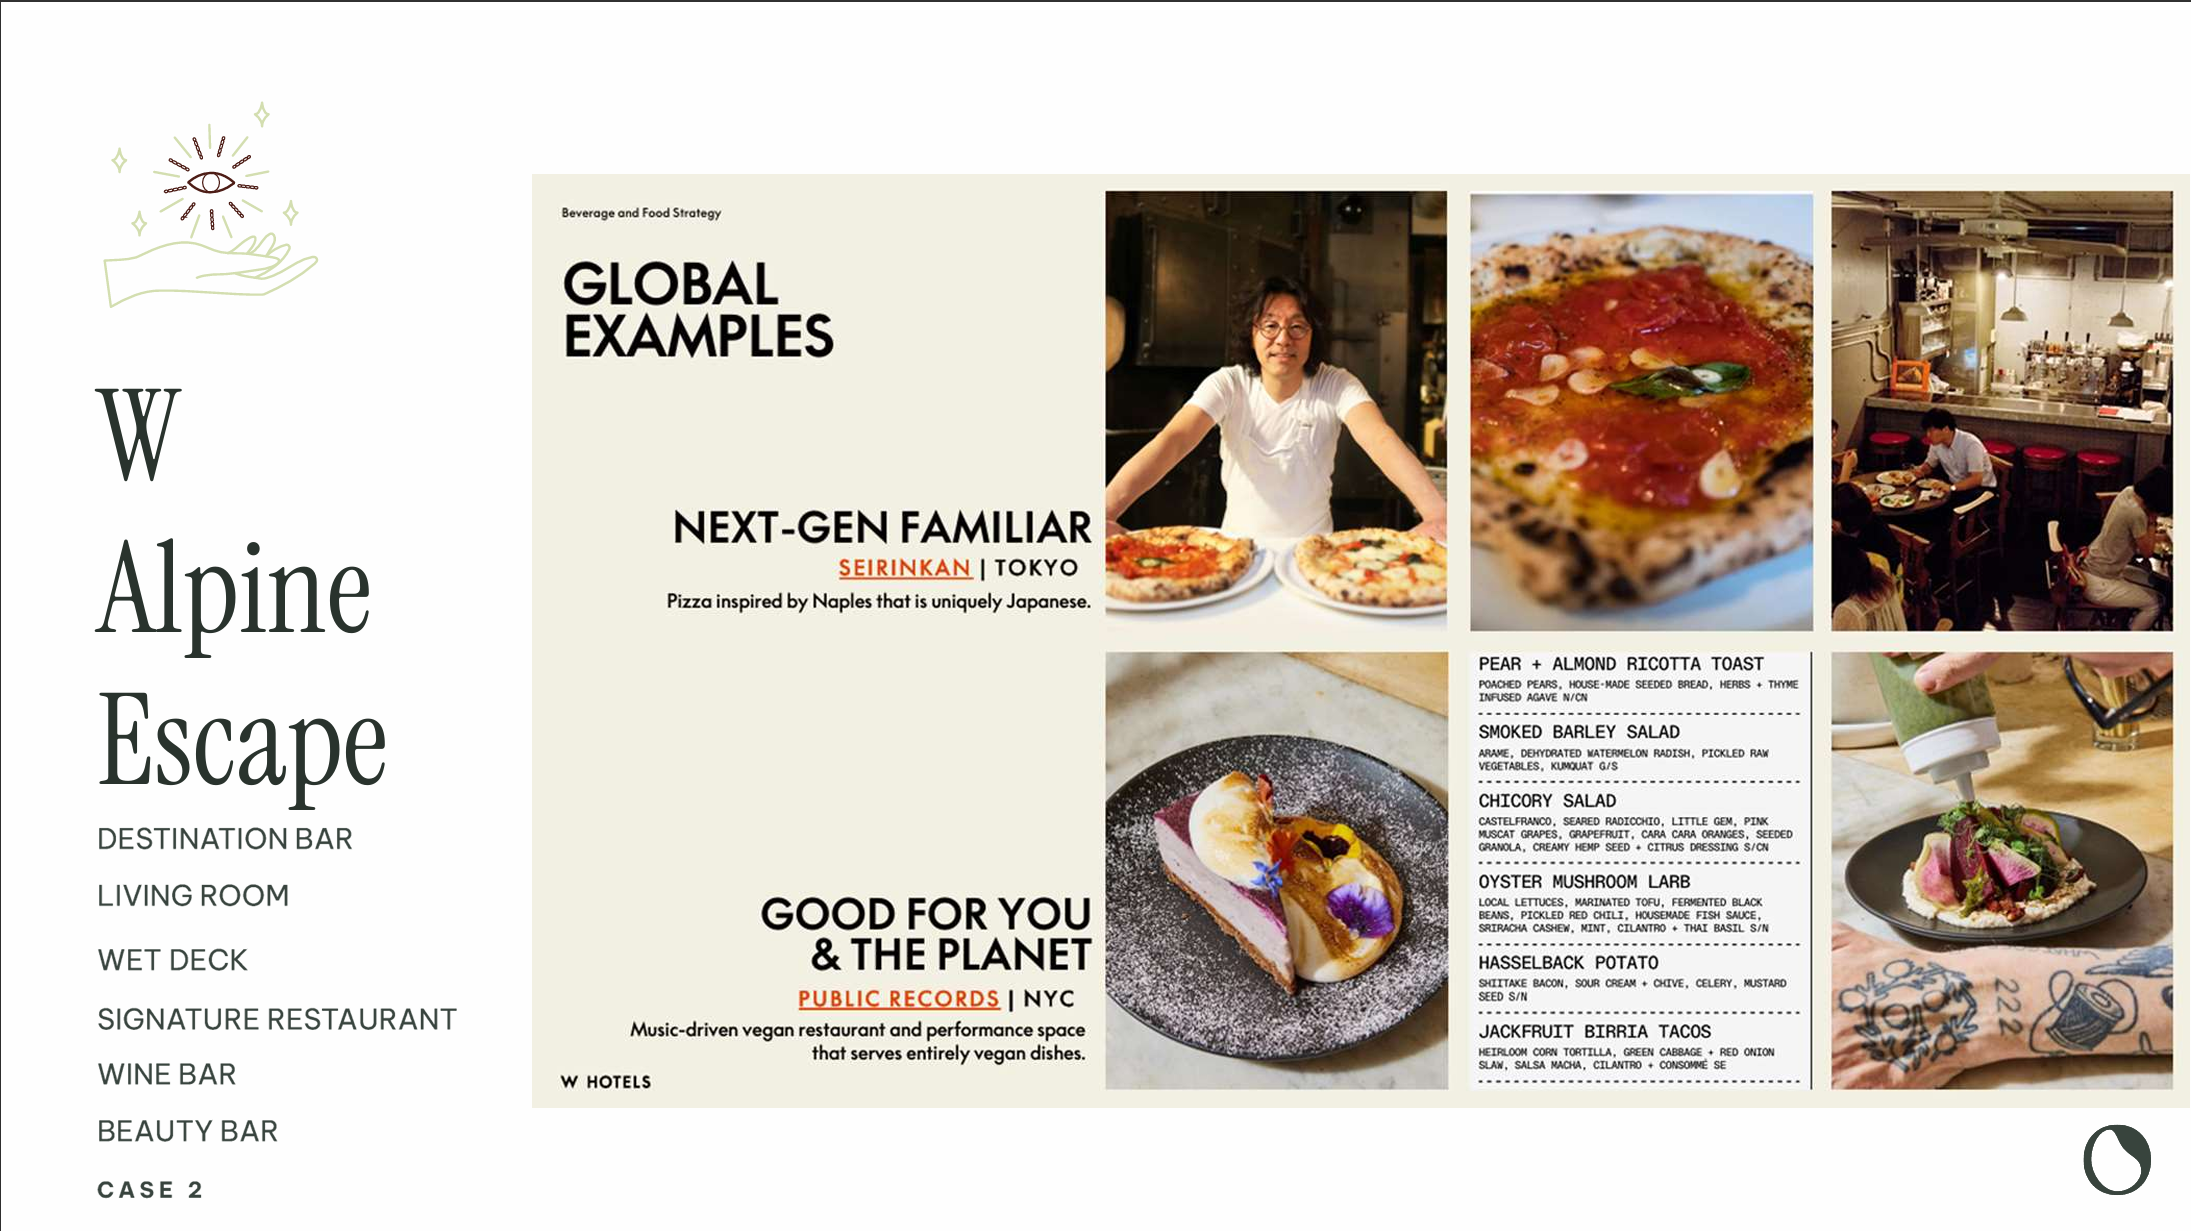 W
Alpine
Escape
DESTINATION BAR
LIVING ROOM
WET DECK
SIGNATURE RESTAURANT
WINE BAR
BEAUTY BAR
CASE 2
Beverage and Food Strategy
GLOBAL
EXAMPLES
NEXT-GEN FAMILIAR
SEIRINKAN | TOKYO
Pizza inspired by Naples that is uniquely Japanese.
GOOD FOR YOU
& THE PLANET
PUBLIC RECORDS | NYC
Music-driven vegan restaurant and performance space
that serves entirely vegan dishes.
W HOTELS
PEAR + ALMOND RICOTTA TOAST
POACHED PEARS, HOUSE-MADE SEEDED BREAD, HERBS + THYME
INFUSED AGAVE N/CN
SMOKED BARLEY SALAD
ARAME, DEHYDRATED WATERMELON RADISH, PICKLED RAW
VEGETABLES, KUMQUAT G/S
CHICORY SALAD
CASTELFRANCO, SEARED RADICCHIO, LITTLE GEM, PINK
MUSCAT GRAPES, GRAPEFRUIT, CARA CARA ORANGES, SEEDED
GRANOLA, CREAMY HEMP SEED + CITRUS DRESSING S/CN
OYSTER MUSHROOM LARB
LOCAL LETTUCES, MARINATED TOFU, FERMENTED BLACK
BEANS, PICKLED RED CHILI, HOUSEMADE FISH SAUCE,
SRIRACHA CASHEW, MINT, CILANTRO + THAI BASIL S/N
HASSELBACK POTATO
SHIITAKE BACON, SOUR CREAM + CHIVE, CELERY, MUSTARD
SEED S/N
JACKFRUIT BIRRIA TACOS
HEIRLOOM CORN TORTILLA, GREEN CABBAGE + RED ONION
SLAW, SALSA MACHA, CILANTRO + CONSOMMÉ SE
222